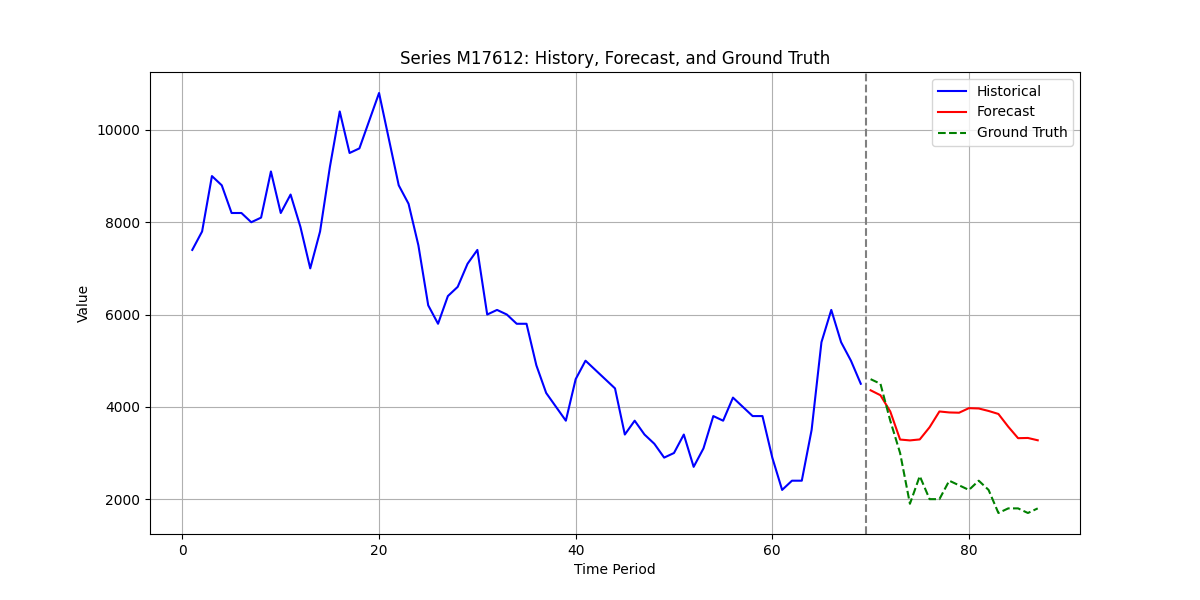 Series M17612: History, Forecast, and Ground Truth
Historical
Forecast
Ground Truth
Value
10000
8000
6000
4000
2000
0 20 40 60 80
Time Period